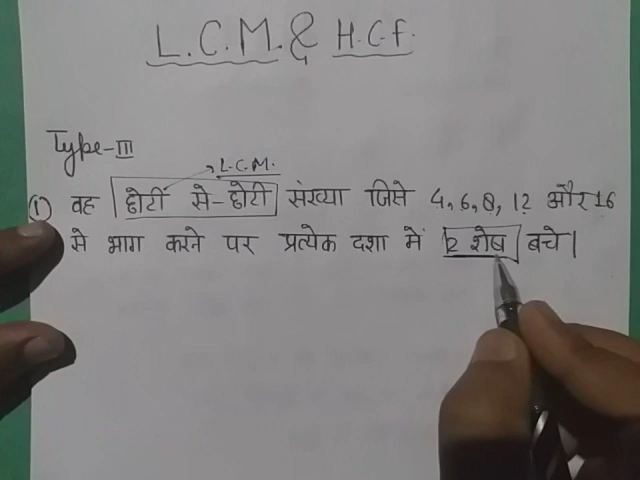 L.C.M. & H.C.f.
Type-III
L.C.M.
① वह छोटी से-छोटी संख्या जिसे 4, 6, 8, 12 और 16
से भाग करने पर प्रत्येक दशा में 2 शेष बचे।